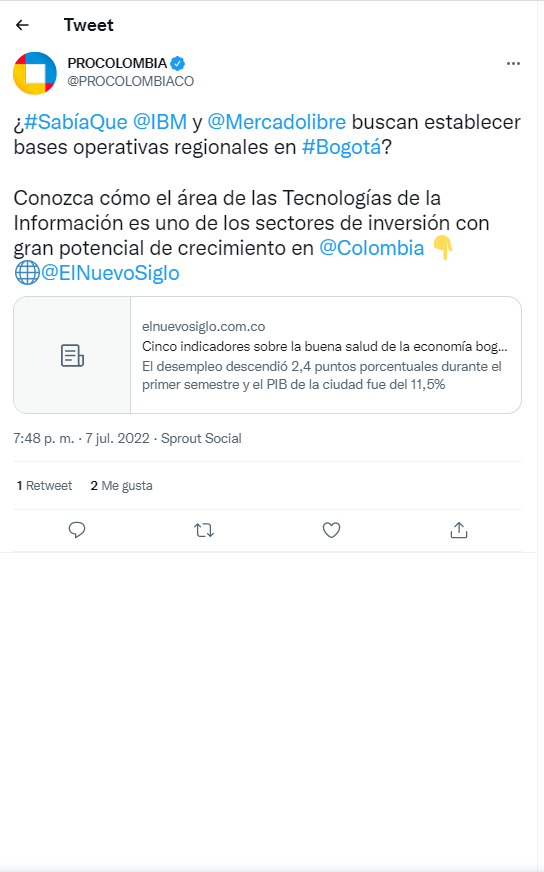 Tweet
PROCOLOMBIA
@PROCOLOMBIACO
¿#SabíaQue @IBM y @Mercadolibre buscan establecer
bases operativas regionales en #Bogotá?
Conozca cómo el área de las Tecnologías de la
Información es uno de los sectores de inversión con
gran potencial de crecimiento en @Colombia 👇
🌐@ElNuevoSiglo
elnuevosiglo.com.co
Cinco indicadores sobre la buena salud de la economía bog...
El desempleo descendió 2,4 puntos porcentuales durante el
primer semestre y el PIB de la ciudad fue del 11,5%
7:48 p. m. · 7 jul. 2022 · Sprout Social
1 Retweet 2 Me gusta